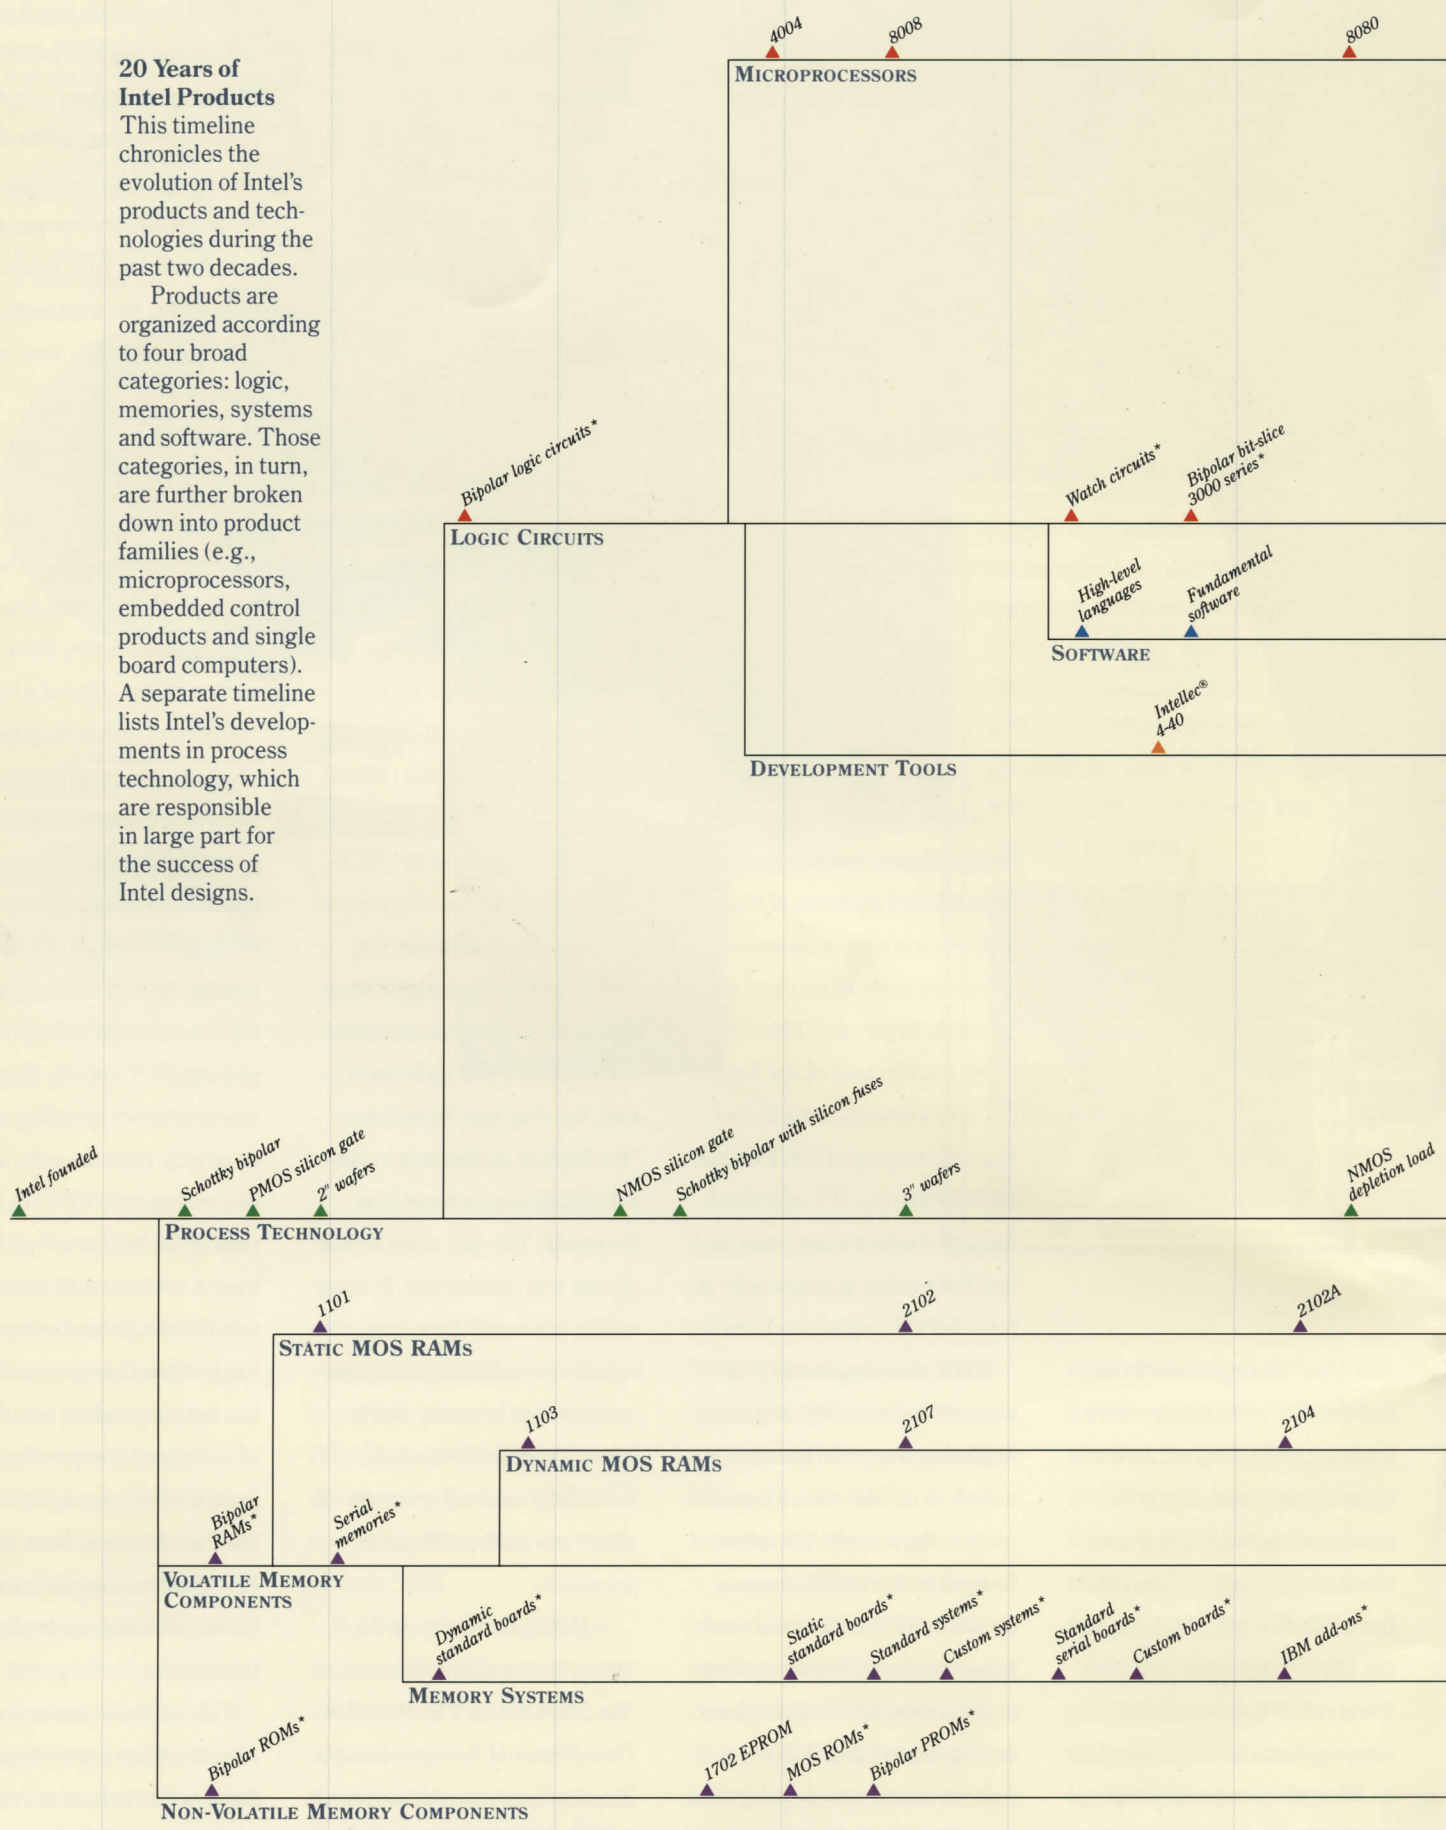 20 Years of
Intel Products
This timeline
chronicles the
evolution of Intel's
products and tech-
nologies during the
past two decades.
Products are
organized according
to four broad
categories: logic,
memories, systems
and software. Those
categories, in turn,
are further broken
down into product
families (e.g.,
microprocessors,
embedded control
products and single
board computers).
A separate timeline
lists Intel's develop-
ments in process
technology, which
are responsible
in large part for
the success of
Intel designs.
4004
8008
8080
MICROPROCESSORS
Bipolar logic circuits*
Watch circuits*
Bipolar bit-slice
3000 series*
LOGIC CIRCUITS
High-level
languages
Fundamental
software
SOFTWARE
Intellec®
4-40
DEVELOPMENT TOOLS
Intel founded
Schottky bipolar
PMOS silicon gate
2" wafers
NMOS silicon gate
Schottky bipolar with silicon fuses
3" wafers
NMOS
depletion load
PROCESS TECHNOLOGY
1101
2102
2102A
STATIC MOS RAMs
1103
2107
2104
DYNAMIC MOS RAMs
Bipolar
RAMs*
Serial
memories*
VOLATILE MEMORY
COMPONENTS
Dynamic
standard boards*
Static
standard boards*
Standard systems*
Custom systems*
Standard
serial boards*
Custom boards*
IBM add-ons*
MEMORY SYSTEMS
Bipolar ROMs*
1702 EPROM
MOS ROMs*
Bipolar PROMs*
NON-VOLATILE MEMORY COMPONENTS